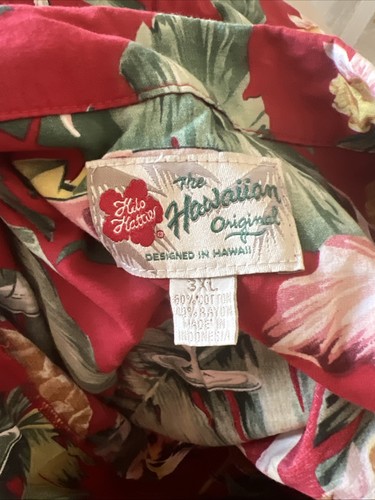 Hilo
Hattie®
The
Hawaiian
Original
DESIGNED IN HAWAII
3XL
60% COTTON
40% RAYON
MADE IN
INDONESIA